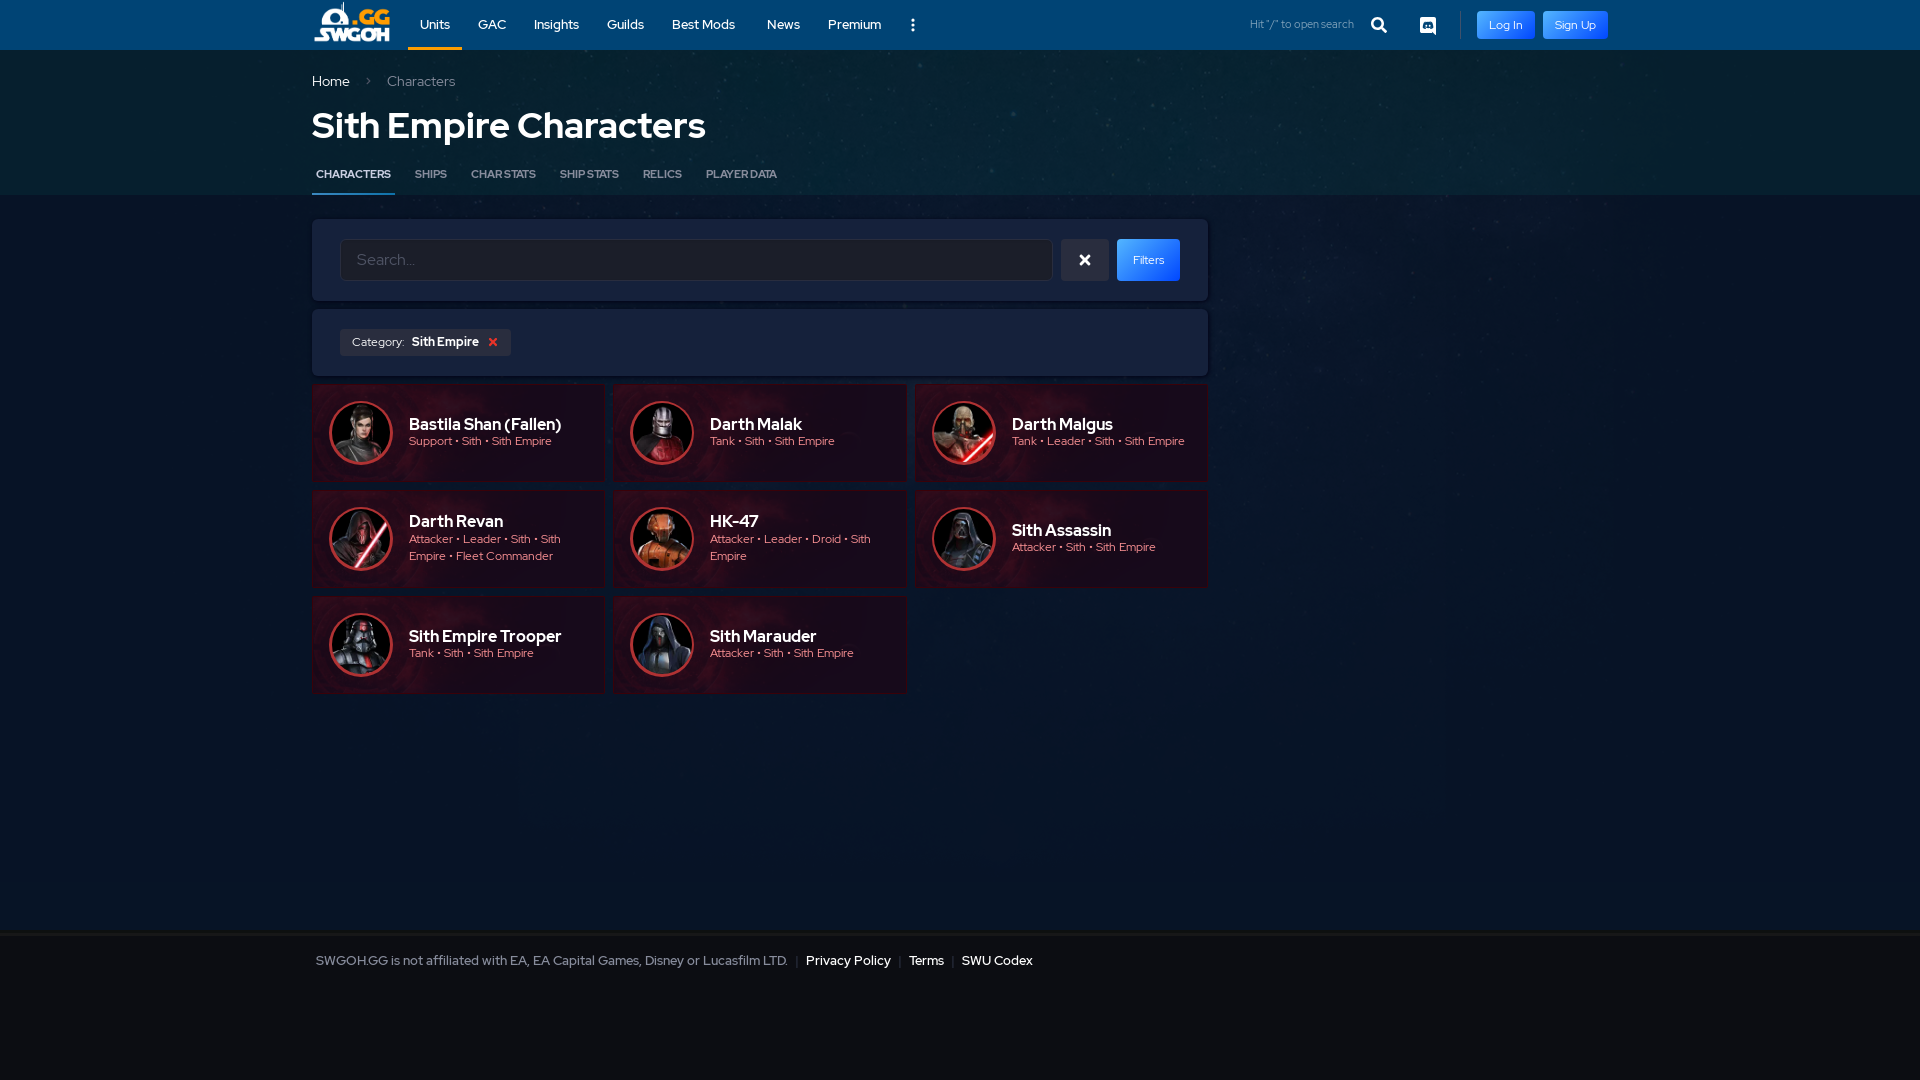 .GG
SWGOH
Units
GAC
Insights
Guilds
Best Mods
News
Premium
Hit "/" to open search
Log In
Sign Up
Home
Characters
Sith Empire Characters
CHARACTERS
SHIPS
CHAR STATS
SHIP STATS
RELICS
PLAYER DATA
Search...
Filters
Category: Sith Empire
Bastila Shan (Fallen)
Support • Sith • Sith Empire
Darth Malak
Tank • Sith • Sith Empire
Darth Malgus
Tank • Leader • Sith • Sith Empire
Darth Revan
Attacker • Leader • Sith • Sith
Empire • Fleet Commander
HK-47
Attacker • Leader • Droid • Sith
Empire
Sith Assassin
Attacker • Sith • Sith Empire
Sith Empire Trooper
Tank • Sith • Sith Empire
Sith Marauder
Attacker • Sith • Sith Empire
SWGOH.GG is not affiliated with EA, EA Capital Games, Disney or Lucasfilm LTD. | Privacy Policy | Terms | SWU Codex